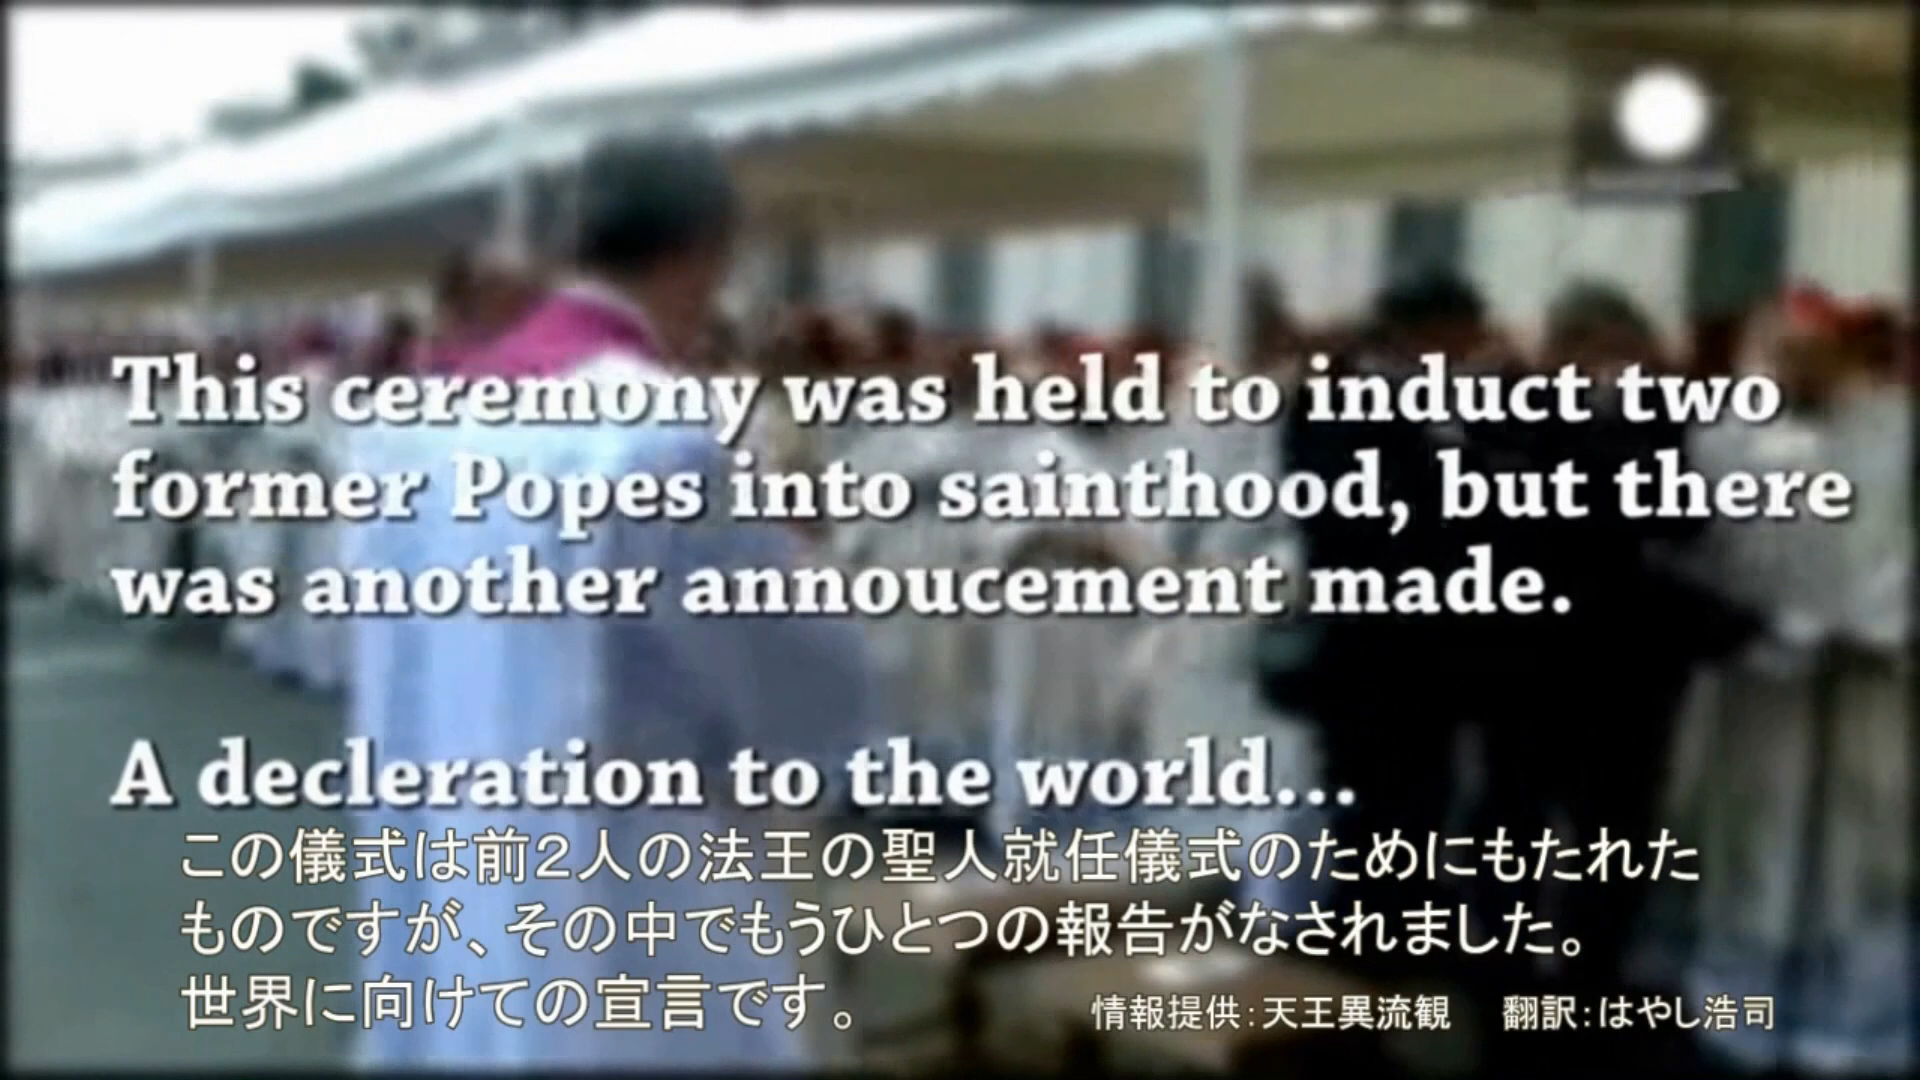 This ceremony was held to induct two
former Popes into sainthood, but there
was another annoucement made.
A decleration to the world...
この儀式は前２人の法王の聖人就任儀式のためにもたれた
ものですが、その中でもうひとつの報告がなされました。
世界に向けての宣言です。
情報提供：天王異流観 翻訳：はやし浩司